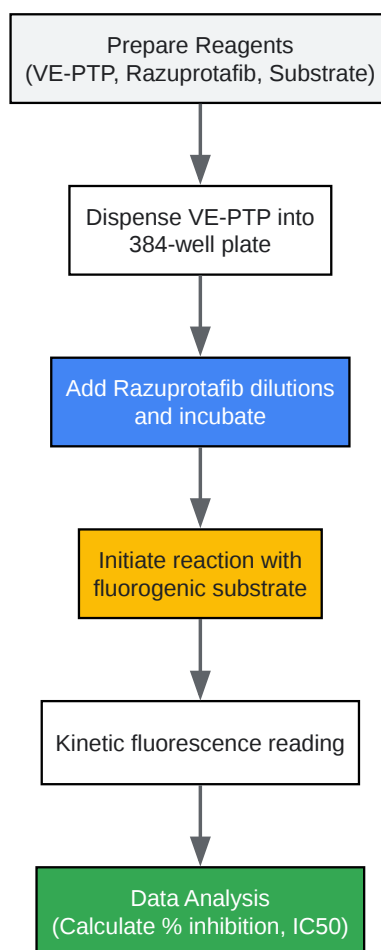 Prepare Reagents
(VE-PTP, Razuprotafib, Substrate)
Dispense VE-PTP into
384-well plate
Add Razuprotafib dilutions
and incubate
Initiate reaction with
fluorogenic substrate
Kinetic fluorescence reading
Data Analysis
(Calculate % inhibition, IC50)